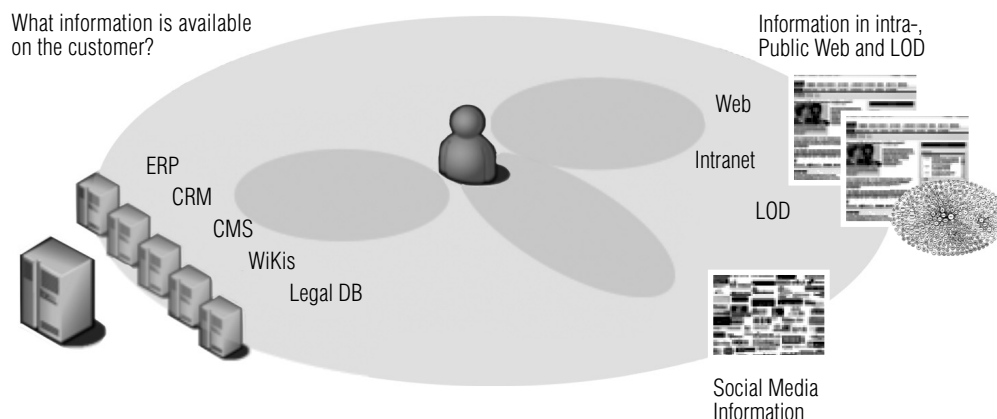 What information is available
on the customer?
Information in intra-,
Public Web and LOD
Web
Intranet
LOD
ERP
CRM
CMS
WiKis
Legal DB
Social Media
Information